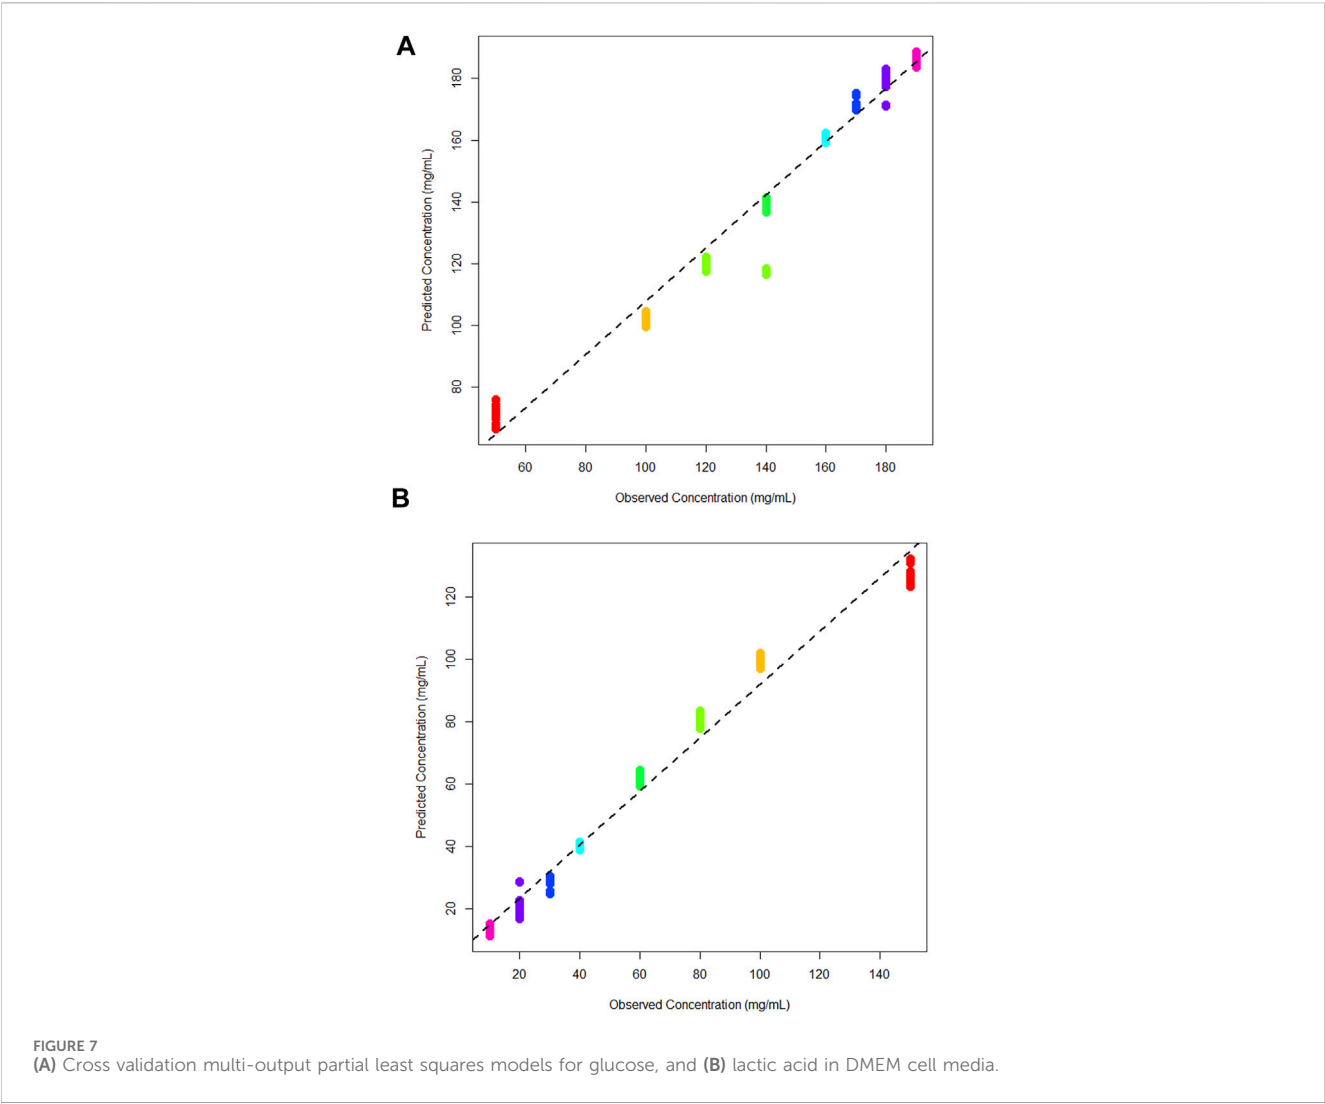 A
Predicted Concentration (mg/mL)
180
160
140
120
100
80
60 80 100 120 140 160 180
Observed Concentration (mg/mL)
B
Predicted Concentration (mg/mL)
120
100
80
60
40
20
20 40 60 80 100 120 140
Observed Concentration (mg/mL)
FIGURE 7
(A) Cross validation multi-output partial least squares models for glucose, and (B) lactic acid in DMEM cell media.